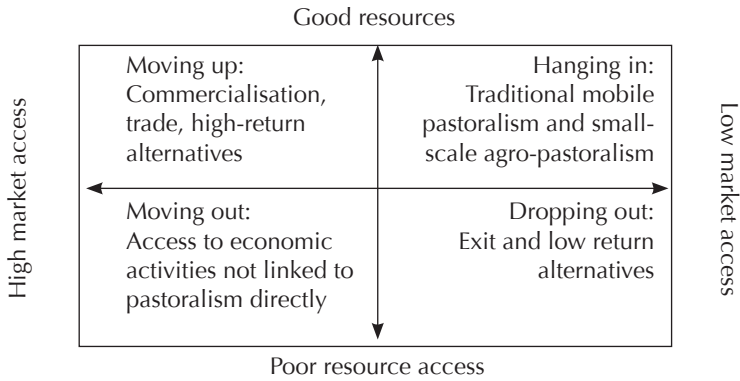 Good resources
High market access
Moving up:
Commercialisation,
trade, high-return
alternatives
Hanging in:
Traditional mobile
pastoralism and small-
scale agro-pastoralism
Low market access
Moving out:
Access to economic
activities not linked to
pastoralism directly
Dropping out:
Exit and low return
alternatives
Poor resource access